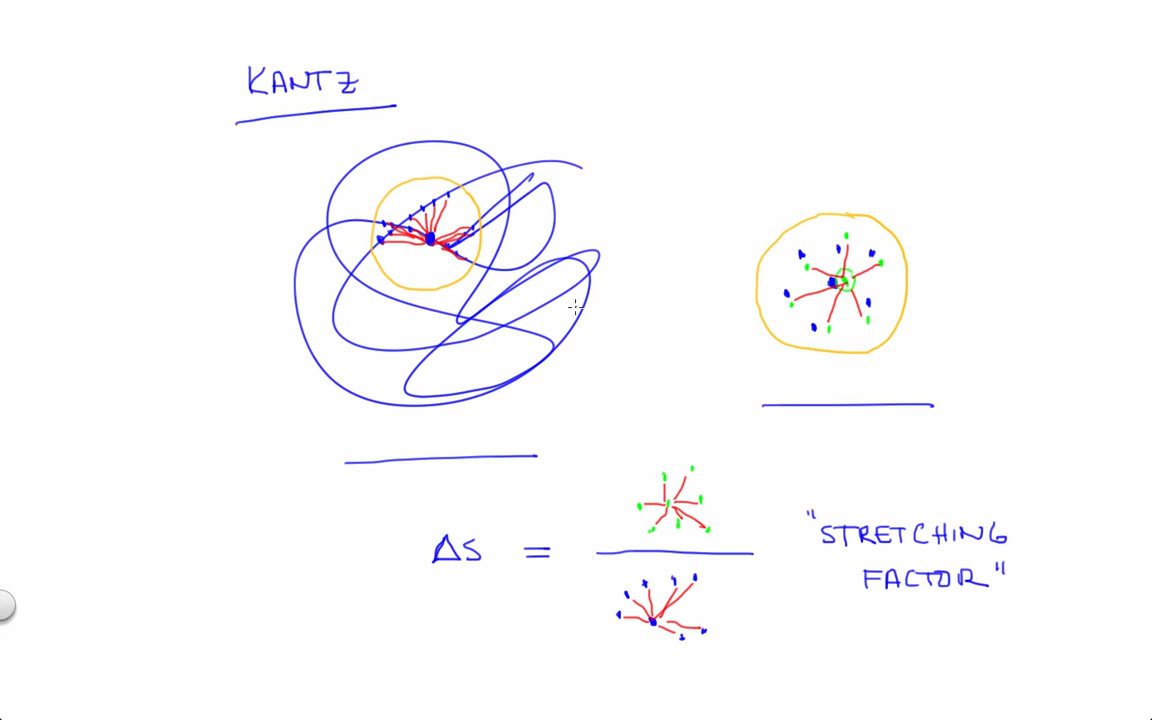 KANTZ
ΔS =
"STRETCHING
FACTOR"